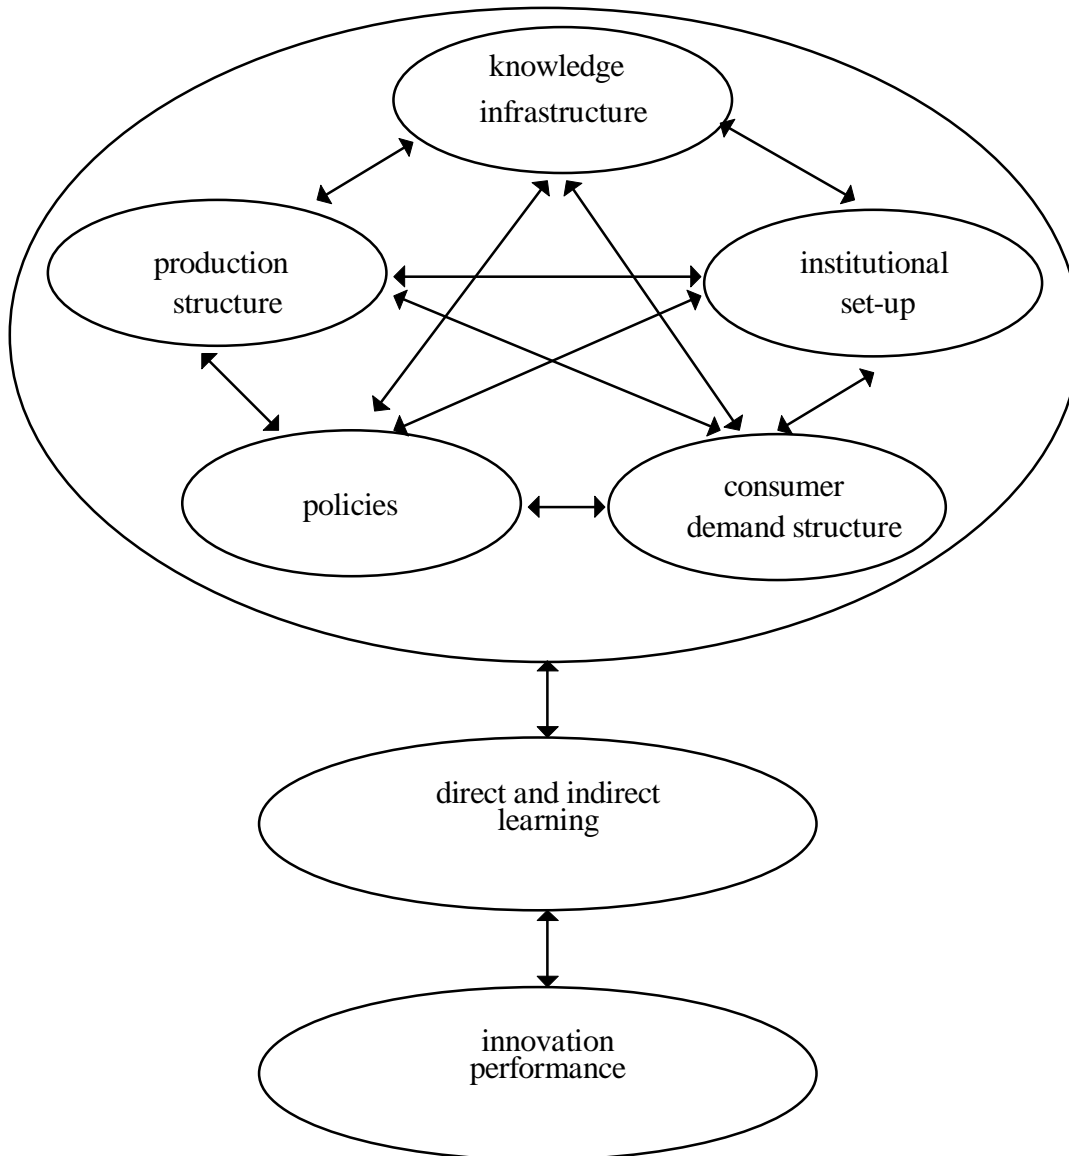 knowledge
infrastructure
production
structure
institutional
set-up
policies
consumer
demand structure
direct and indirect
learning
innovation
performance